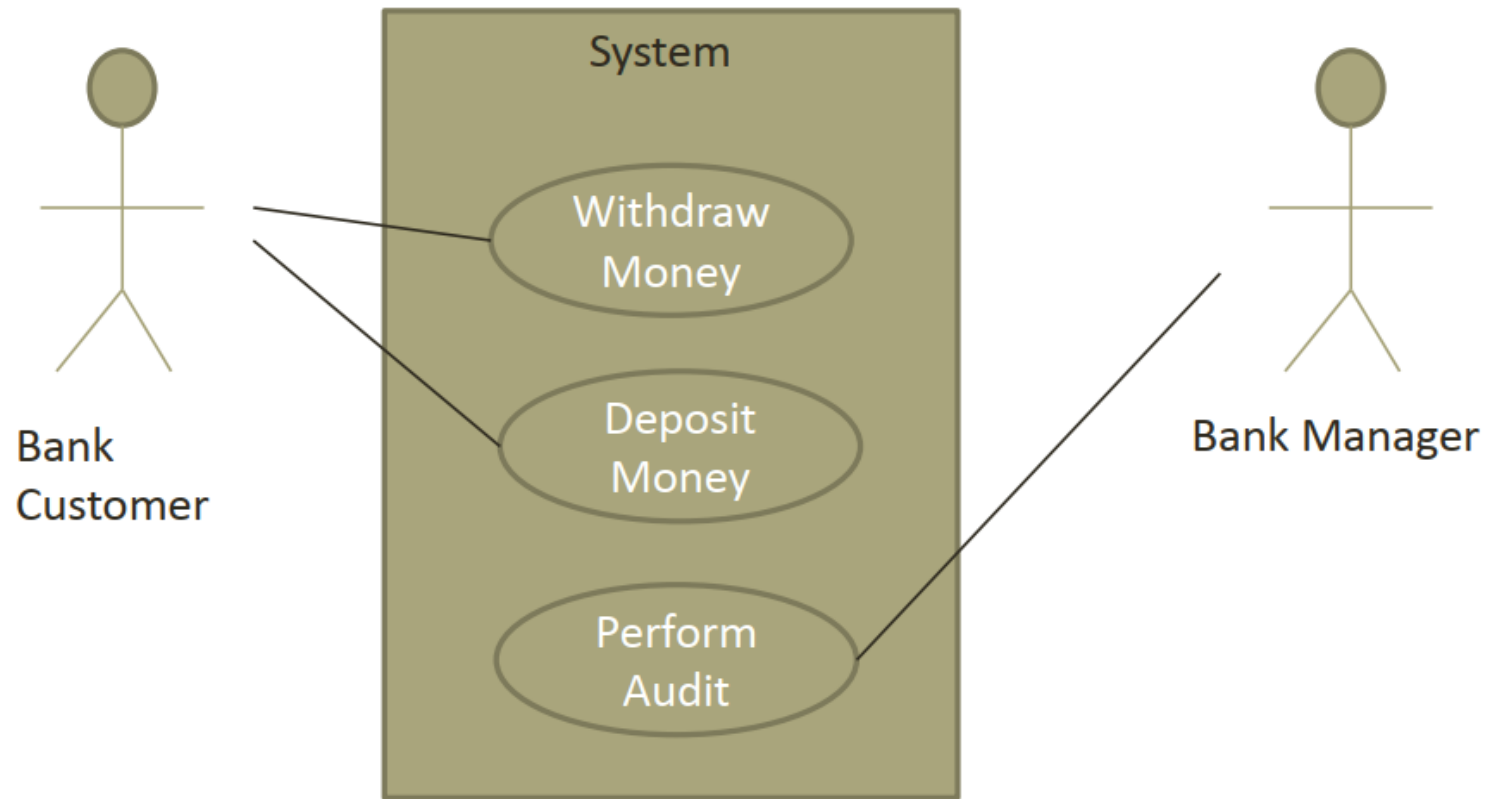 System
Withdraw
Money
Deposit
Money
Bank
Customer
Bank Manager
Perform
Audit